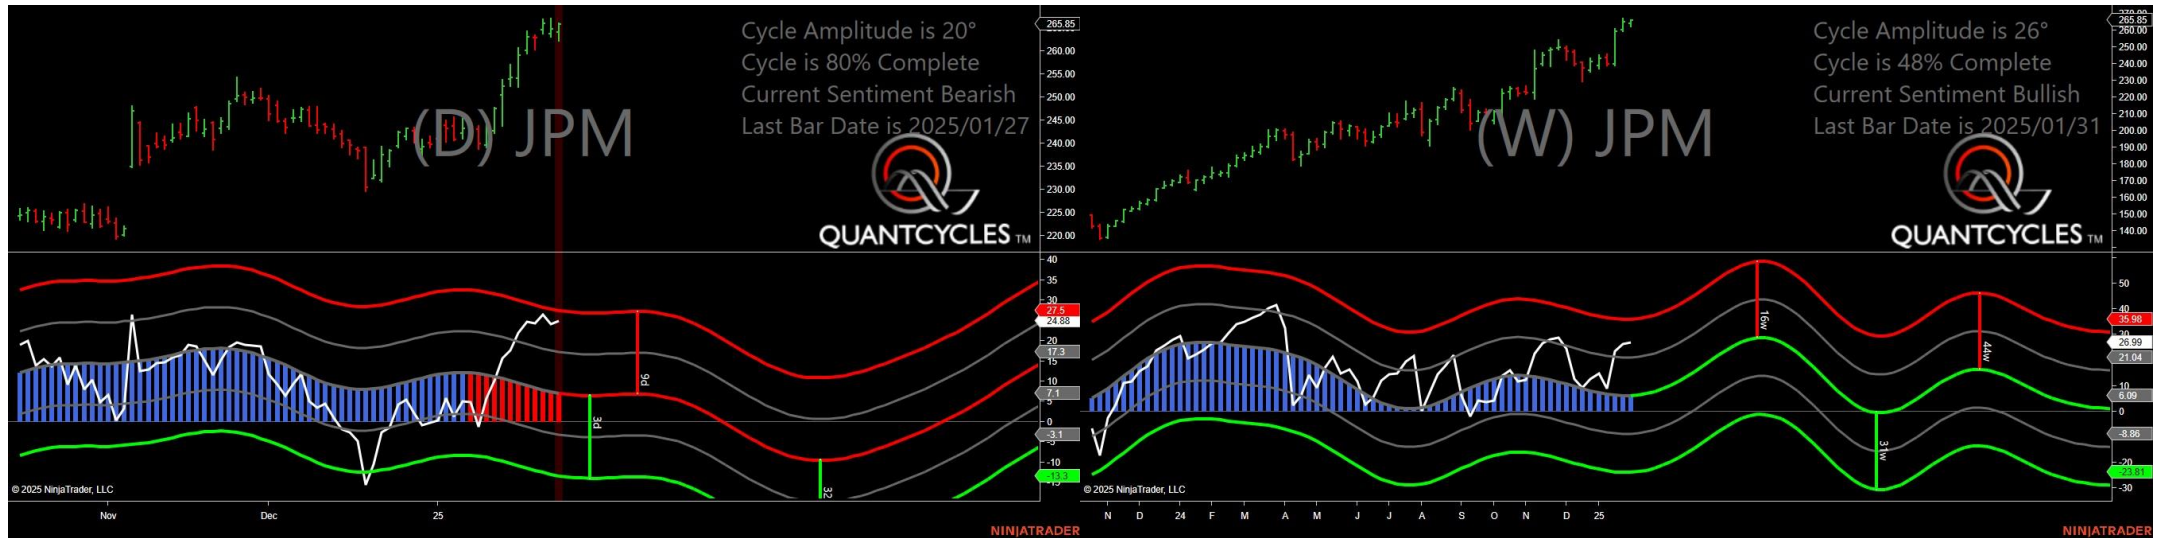 Cycle Amplitude is 20°
Cycle is 80% Complete
Current Sentiment Bearish
Last Bar Date is 2025/01/27
(D) JPM
QUANTCYCLES TM
265.85
260.00
255.00
250.00
245.00
240.00
235.00
230.00
225.00
220.00
40
35
30
27.5
24.88
20
17.3
15
10
7.1
5
0
-3.1
-5
-10
-13.3
-15
9d
3d
32
© 2025 NinjaTrader, LLC
Nov
Dec
25
NINJATRADER
Cycle Amplitude is 26°
Cycle is 48% Complete
Current Sentiment Bullish
Last Bar Date is 2025/01/31
(W) JPM
QUANTCYCLES TM
270.00
265.85
260.00
250.00
240.00
230.00
220.00
210.00
200.00
190.00
180.00
170.00
160.00
150.00
140.00
50
40
35.98
30
26.99
21.04
10
6.09
0
-8.86
-20
-23.81
-30
16w
44w
31w
© 2025 NinjaTrader, LLC
N D 24 F M A M J J A S O N D 25
NINJATRADER